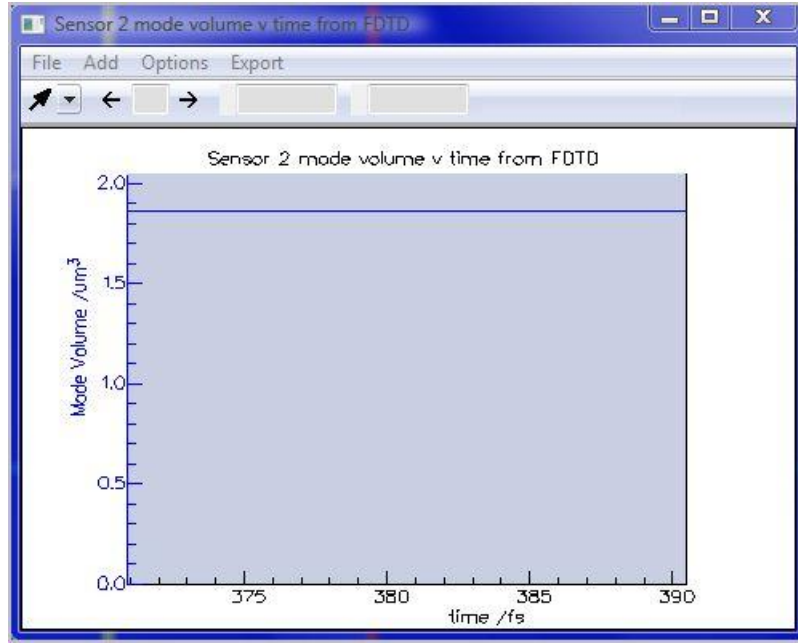 Sensor 2 mode volume v time from FDTD
File Add Options Export
Sensor 2 mode volume v time from FDTD
2.0
1.5
1.0
0.5
0.0
Mode Volume /um³
375 380 385 390
time /fs